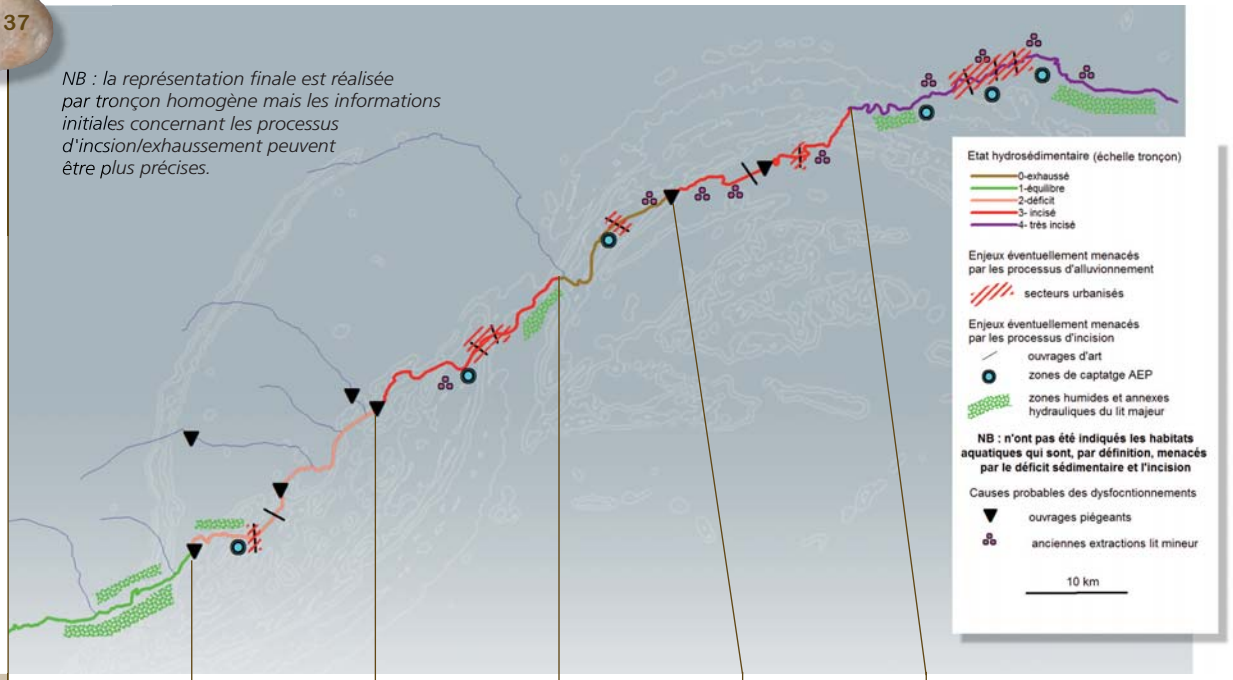 37
NB : la représentation finale est réalisée
par tronçon homogène mais les informations
initiales concernant les processus
d'incsion/exhaussement peuvent
être plus précises.
Etat hydrosédimentaire (échelle tronçon)
0-exhaussé
1-équilibre
2-déficit
3- incisé
4- très incisé
Enjeux éventuellement menacés
par les processus d'alluvionnement
secteurs urbanisés
Enjeux éventuellement menacés
par les processus d'incision
ouvrages d'art
zones de captatge AEP
zones humides et annexes
hydrauliques du lit majeur
NB : n'ont pas été indiqués les habitats
aquatiques qui sont, par définition, menacés
par le déficit sédimentaire et l'incision
Causes probables des dysfocntionnements
ouvrages piégeants
anciennes extractions lit mineur
10 km